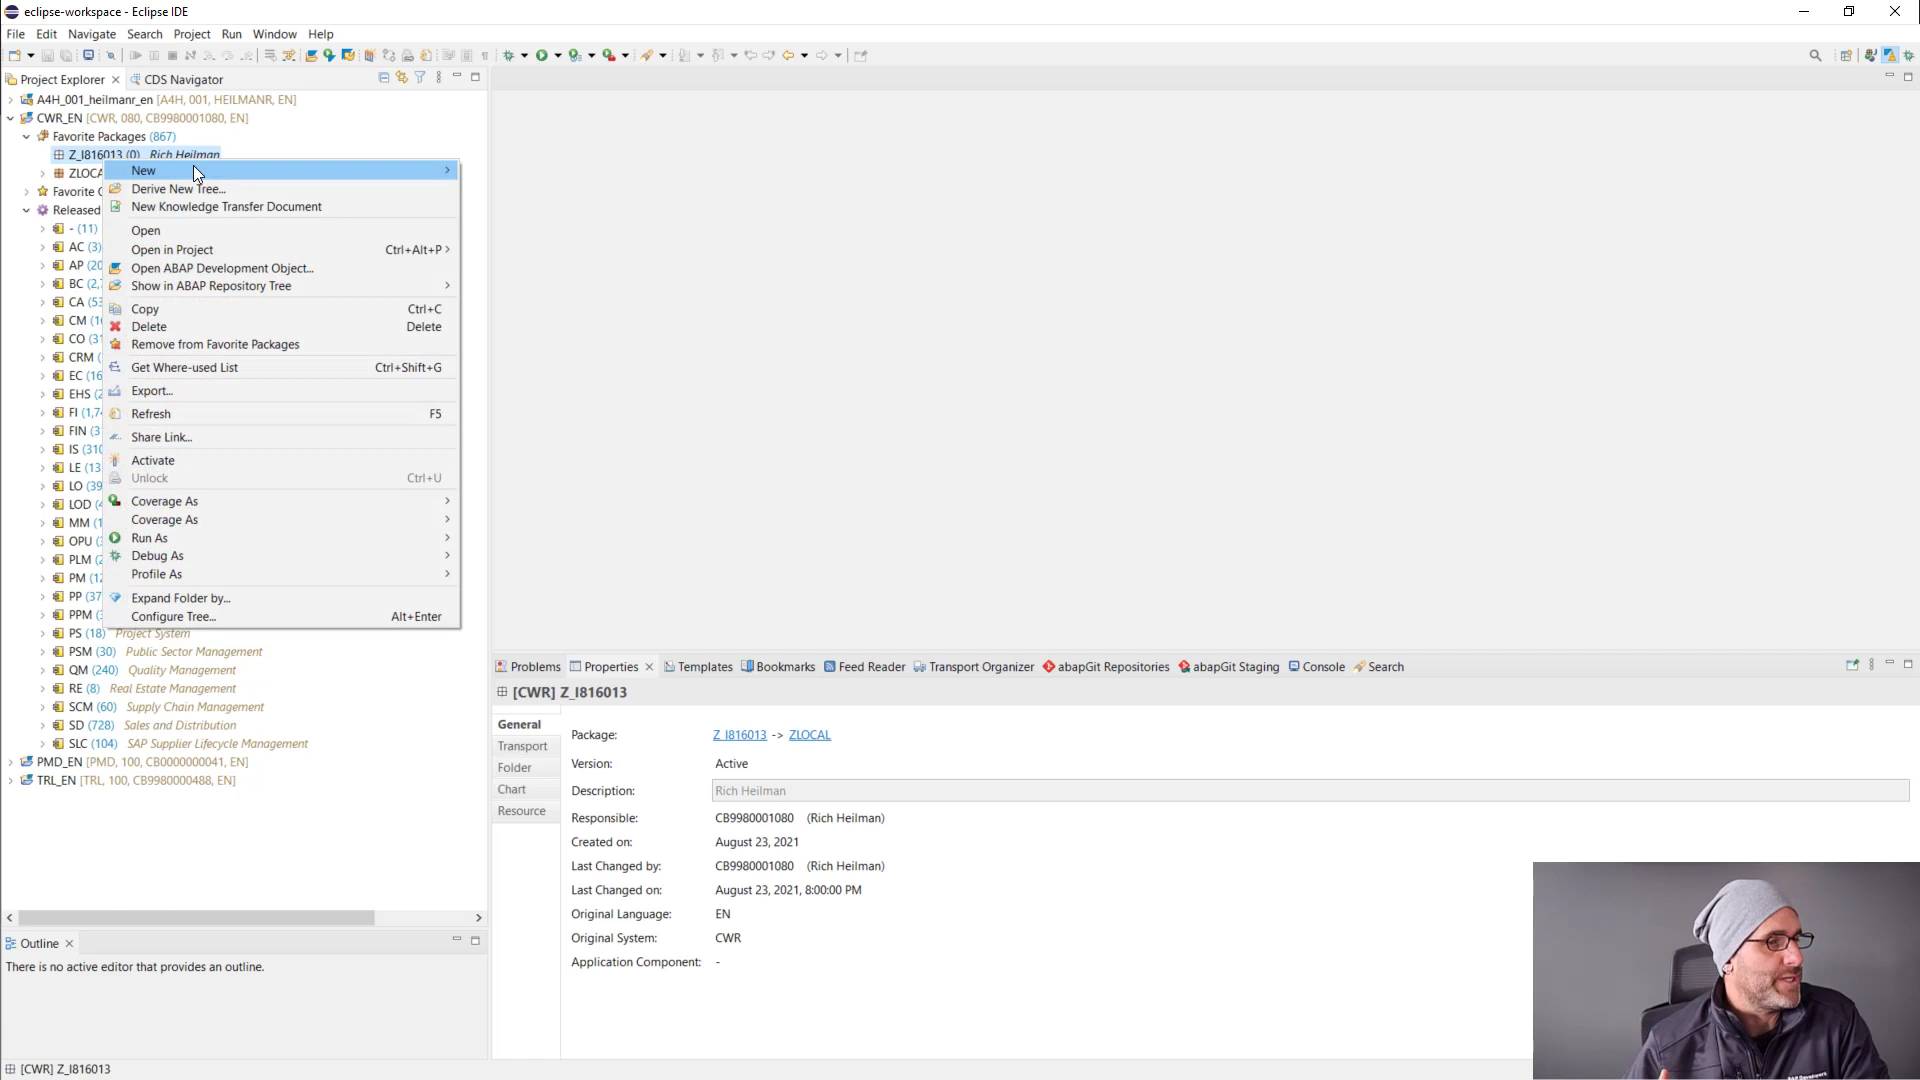 eclipse-workspace - Eclipse IDE
File Edit Navigate Search Project Run Window Help
Project Explorer CDS Navigator
A4H_001_heilmanr_en [A4H, 001, HEILMANR, EN]
CWR_EN [CWR, 080, CB9980001080, EN]
Favorite Packages (867)
Z_I816013 (0) Rich Heilman
ZLOCA
Favorite
Released
- (11)
AC (3)
AP (20
BC (2,
CA (53
CM (1
CO (31
CRM (
EC (16
EHS (2
FI (1,7
FIN (3
IS (310
LE (13
LO (39
LOD (4
MM (1
OPU (
PLM (2
PM (12
PP (37
PPM (
PS (18) Project System
PSM (30) Public Sector Management
QM (240) Quality Management
RE (8) Real Estate Management
SCM (60) Supply Chain Management
SD (728) Sales and Distribution
SLC (104) SAP Supplier Lifecycle Management
PMD_EN [PMD, 100, CB0000000041, EN]
TRL_EN [TRL, 100, CB9980000488, EN]
New
Derive New Tree...
New Knowledge Transfer Document
Open
Open in Project Ctrl+Alt+P
Open ABAP Development Object...
Show in ABAP Repository Tree
Copy Ctrl+C
Delete Delete
Remove from Favorite Packages
Get Where-used List Ctrl+Shift+G
Export...
Refresh F5
Share Link...
Activate
Unlock Ctrl+U
Coverage As
Coverage As
Run As
Debug As
Profile As
Expand Folder by...
Configure Tree... Alt+Enter
Problems Properties Templates Bookmarks Feed Reader Transport Organizer abapGit Repositories abapGit Staging Console Search
[CWR] Z_I816013
General
Transport
Folder
Chart
Resource
Package: Z_I816013 -> ZLOCAL
Version: Active
Description: Rich Heilman
Responsible: CB9980001080 (Rich Heilman)
Created on: August 23, 2021
Last Changed by: CB9980001080 (Rich Heilman)
Last Changed on: August 23, 2021, 8:00:00 PM
Original Language: EN
Original System: CWR
Application Component: -
Outline
There is no active editor that provides an outline.
[CWR] Z_I816013